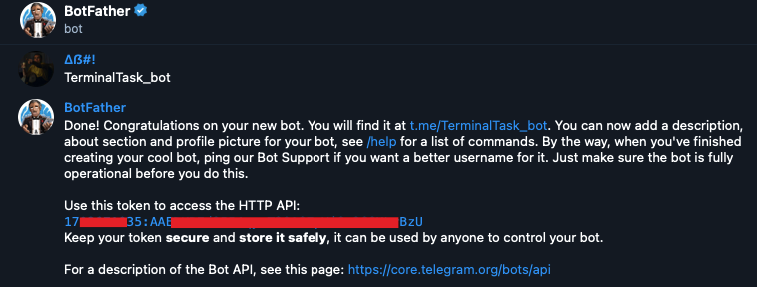 BotFather
bot
Δß#!
TerminalTask_bot
BotFather
Done! Congratulations on your new bot. You will find it at t.me/TerminalTask_bot. You can now add a description,
about section and profile picture for your bot, see /help for a list of commands. By the way, when you've finished
creating your cool bot, ping our Bot Support if you want a better username for it. Just make sure the bot is fully
operational before you do this.
Use this token to access the HTTP API:
17 35:AAE BzU
Keep your token secure and store it safely, it can be used by anyone to control your bot.
For a description of the Bot API, see this page: https://core.telegram.org/bots/api